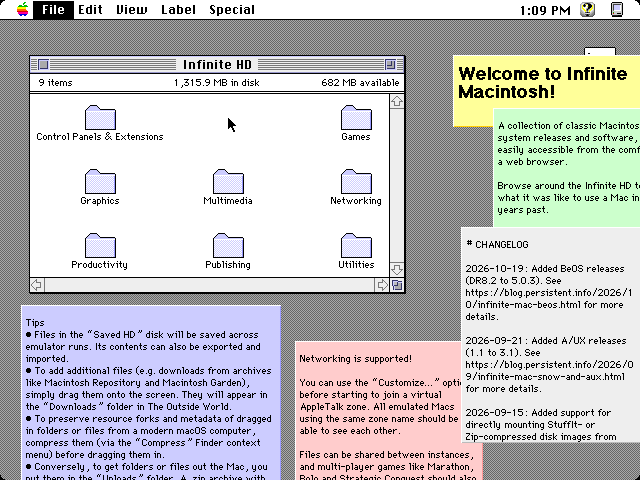 File Edit View Label Special 1:09 PM
Infinite HD
9 items 1,315.9 MB in disk 682 MB available
Control Panels & Extensions Games
Graphics Multimedia Networking
Productivity Publishing Utilities
Welcome to Infinite
Macintosh!
A collection of classic Macintos
system releases and software,
easily accessible from the comf
a web browser.
Browse around the Infinite HD to
what it was like to use a Mac in
years past.
# CHANGELOG
2026-10-19: Added BeOS releases
(DR8.2 to 5.0.3). See
https://blog.persistent.info/2026/1
0/infinite-mac-beos.html for more
details.
2026-09-21: Added A/UX releases
(1.1 to 3.1). See
https://blog.persistent.info/2026/0
9/infinite-mac-snow-and-aux.html
for more details.
2026-09-15: Added support for
directly mounting StuffIt- or
Zip-compressed disk images from
Tips
● Files in the “Saved HD” disk will be saved across
emulator runs. Its contents can also be exported and
imported.
● To add additional files (e.g. downloads from archives
like Macintosh Repository and Macintosh Garden),
simply drag them onto the screen. They will appear
in the “Downloads” folder in The Outside World.
● To preserve resource forks and metadata of dragged
in folders or files from a modern macOS computer,
compress them (via the “Compress” Finder context
menu) before dragging them in.
● Conversely, to get folders or files out the Mac, you
put them in the “Uploads” folder. A .zip archive with
Networking is supported!
You can use the “Customize...” optio
before starting to join a virtual
AppleTalk zone. All emulated Macs
using the same zone name should be
able to see each other.
Files can be shared between instances,
and multi-player games like Marathon,
Bolo and Strategic Conquest should also